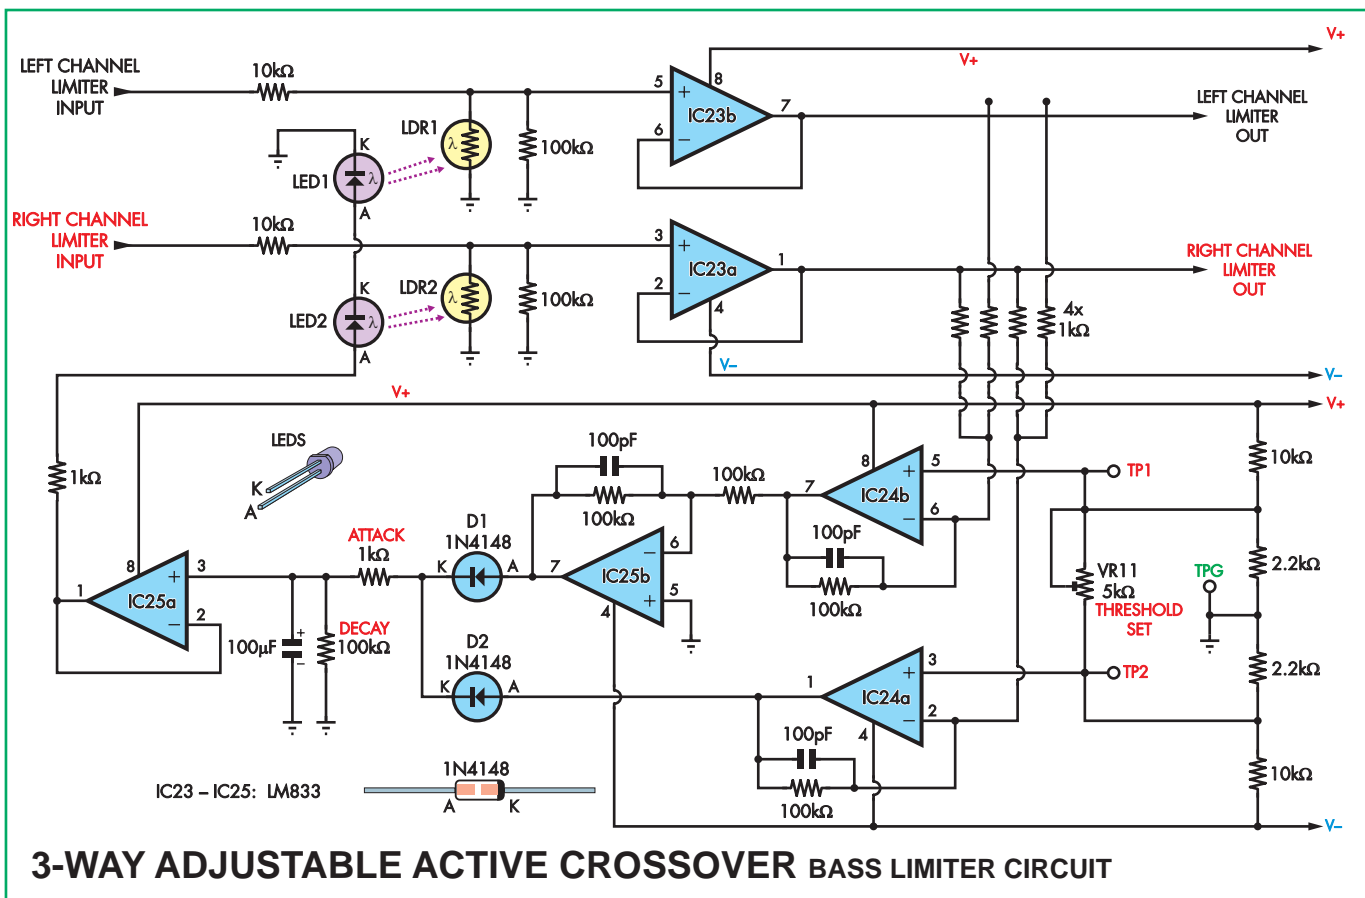 V+
LEFT CHANNEL
LIMITER
INPUT
10kΩ
5
+
8
V+
IC23b
7
6
−
LEFT CHANNEL
LIMITER
OUT
K
LED1
λ
A
LDR1
λ
100kΩ
RIGHT CHANNEL
LIMITER
INPUT
10kΩ
3
+
IC23a
1
2
−
4
RIGHT CHANNEL
LIMITER
OUT
K
LED2
λ
A
LDR2
λ
100kΩ
4x
1kΩ
V−
V−
V+
V+
LEDS
K
A
1kΩ
100pF
100kΩ
100kΩ
8
+
5
IC24b
7
−
6
TP1
10kΩ
100pF
100kΩ
D1
1N4148
K
A
7
IC25b
−
6
+
5
4
ATTACK
1kΩ
8
+
3
1
IC25a
−
2
100µF
+
−
DECAY
100kΩ
D2
1N4148
K
A
VR11
5kΩ
THRESHOLD
SET
TPG
2.2kΩ
2.2kΩ
+
3
1
IC24a
−
2
4
TP2
100pF
100kΩ
10kΩ
IC23 – IC25: LM833
1N4148
A
K
V−
3-WAY ADJUSTABLE ACTIVE CROSSOVER BASS LIMITER CIRCUIT